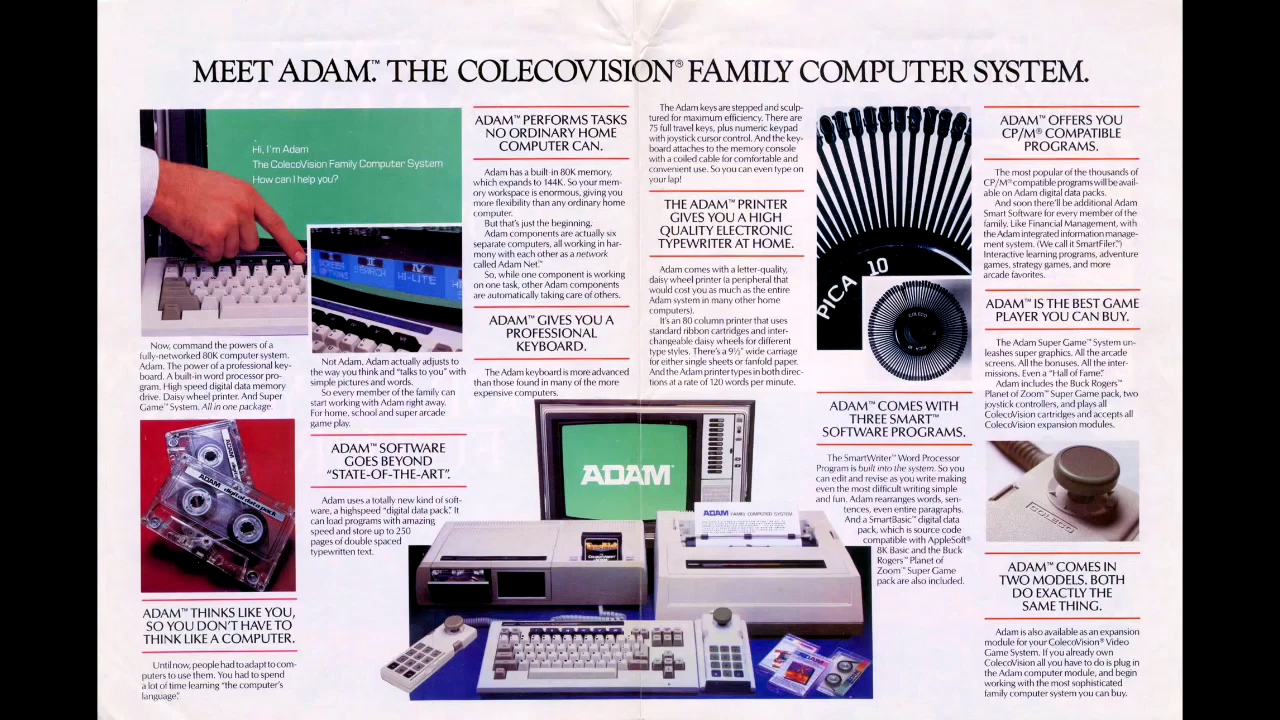 MEET ADAM.™ THE COLECOVISION® FAMILY COMPUTER SYSTEM.
Hi, I'm Adam
The ColecoVision Family Computer System
How can I help you?
II
IV
SCREEN
OPTIONS
SEARCH
HI-LITE
Now, command the powers of a
fully-networked 80K computer system.
Adam. The power of a professional key-
board. A built-in word processor pro-
gram. High speed digital data memory
drive. Daisy wheel printer. And Super
Game™ System. All in one package.
ADAM
digital data pack
ADAM™ THINKS LIKE YOU,
SO YOU DON'T HAVE TO
THINK LIKE A COMPUTER.
Until now, people had to adapt to com-
puters to use them. You had to spend
a lot of time learning "the computer's
language."
Not Adam. Adam actually adjusts to
the way you think and "talks to you" with
simple pictures and words.
So every member of the family can
start working with Adam right away.
For home, school and super arcade
game play.
ADAM™ SOFTWARE
GOES BEYOND
"STATE-OF-THE-ART".
Adam uses a totally new kind of soft-
ware, a highspeed "digital data pack." It
can load programs with amazing
speed and store up to 250
pages of double spaced
typewritten text.
ADAM™ PERFORMS TASKS
NO ORDINARY HOME
COMPUTER CAN.
Adam has a built-in 80K memory,
which expands to 144K. So your mem-
ory workspace is enormous, giving you
more flexibility than any ordinary home
computer.
But that's just the beginning.
Adam components are actually six
separate computers, all working in har-
mony with each other as a network
called Adam Net.™
So, while one component is working
on one task, other Adam components
are automatically taking care of others.
ADAM™ GIVES YOU A
PROFESSIONAL
KEYBOARD.
The Adam keyboard is more advanced
than those found in many of the more
expensive computers.
The Adam keys are stepped and sculp-
tured for maximum efficiency. There are
75 full travel keys, plus numeric keypad
with joystick cursor control. And the key-
board attaches to the memory console
with a coiled cable for comfortable and
convenient use. So you can even type on
your lap!
THE ADAM™ PRINTER
GIVES YOU A HIGH
QUALITY ELECTRONIC
TYPEWRITER AT HOME.
Adam comes with a letter-quality,
daisy wheel printer (a peripheral that
would cost you as much as the entire
Adam system in many other home
computers).
It's an 80 column printer that uses
standard ribbon cartridges and inter-
changeable daisy wheels for different
type styles. There's a 9½" wide carriage
for either single sheets or fanfold paper.
And the Adam printer types in both direc-
tions at a rate of 120 words per minute.
ADAM™
ADAM FAMILY COMPUTER SYSTEM
PICA 10
COLECO
PICA 10
ADAM™ COMES WITH
THREE SMART™
SOFTWARE PROGRAMS.
The SmartWriter™ Word Processor
Program is built into the system. So you
can edit and revise as you write making
even the most difficult writing simple
and fun. Adam rearranges words, sen-
tences, even entire paragraphs.
And a SmartBasic™ digital data
pack, which is source code
compatible with AppleSoft®
8K Basic and the Buck
Rogers™ Planet of
Zoom™ Super Game
pack are also included.
ADAM™ OFFERS YOU
CP/M® COMPATIBLE
PROGRAMS.
The most popular of the thousands of
CP/M® compatible programs will be avail-
able on Adam digital data packs.
And soon there'll be additional Adam
Smart Software for every member of the
family. Like Financial Management, with
the Adam integrated information manage-
ment system. (We call it SmartFiler.™)
Interactive learning programs, adventure
games, strategy games, and more
arcade favorites.
ADAM™ IS THE BEST GAME
PLAYER YOU CAN BUY.
The Adam Super Game™ System un-
leashes super graphics. All the arcade
screens. All the bonuses. All the inter-
missions. Even a "Hall of Fame."
Adam includes the Buck Rogers™
Planet of Zoom™ Super Game pack, two
joystick controllers, and plays all
ColecoVision cartridges and accepts all
ColecoVision expansion modules.
COLECO
ADAM™ COMES IN
TWO MODELS. BOTH
DO EXACTLY THE
SAME THING.
Adam is also available as an expansion
module for your ColecoVision® Video
Game System. If you already own
ColecoVision all you have to do is plug in
the Adam computer module, and begin
working with the most sophisticated
family computer system you can buy.